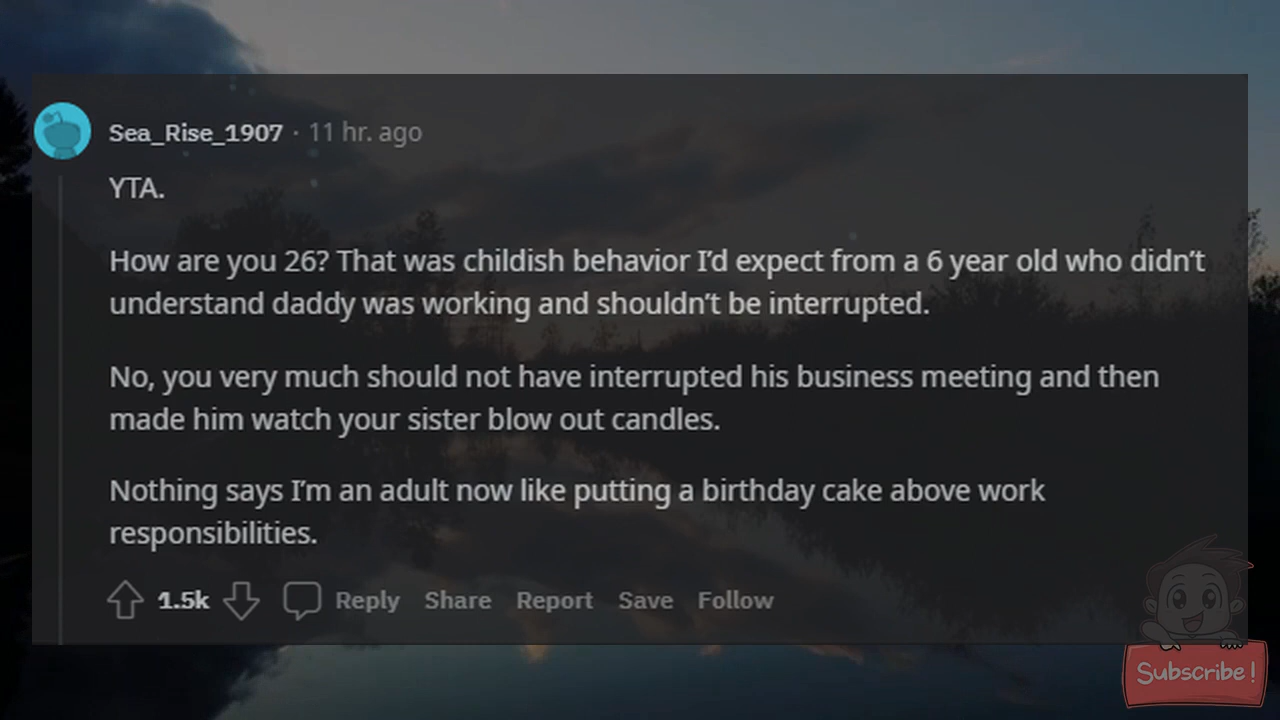 Sea_Rise_1907 · 11 hr. ago
YTA.
How are you 26? That was childish behavior I’d expect from a 6 year old who didn’t
understand daddy was working and shouldn’t be interrupted.
No, you very much should not have interrupted his business meeting and then
made him watch your sister blow out candles.
Nothing says I’m an adult now like putting a birthday cake above work
responsibilities.
1.5k Reply Share Report Save Follow
Subscribe!